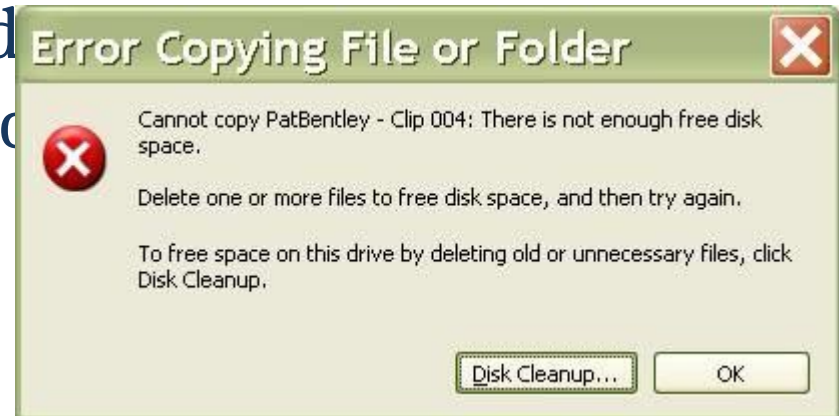 Error Copying File or Folder
Cannot copy PatBentley - Clip 004: There is not enough free disk
space.
Delete one or more files to free disk space, and then try again.
To free space on this drive by deleting old or unnecessary files, click
Disk Cleanup.
Disk Cleanup... OK